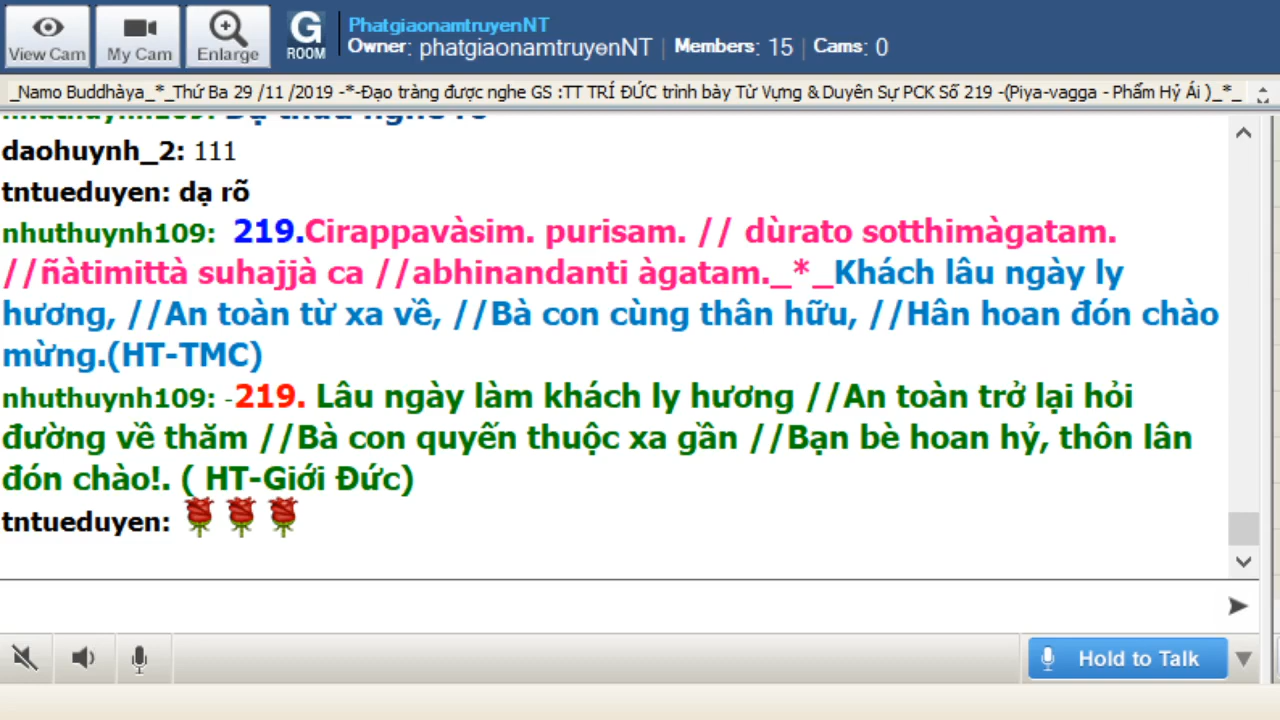 View Cam
My Cam
Enlarge
G ROOM
PhatgiaonamtruyenNT
Owner: phatgiaonamtruyenNT | Members: 15 | Cams: 0
_Namo Buddhàya_*_Thứ Ba 29 /11 /2019 -*-Đạo tràng được nghe GS :TT TRÍ ĐỨC trình bày Từ Vựng & Duyên Sự PCK Số 219 -(Piya-vagga - Phẩm Hỷ Ái )_*_
daohuynh_2: 111
tntueduyen: dạ rõ
nhuthuynh109: 219.Cirappavàsim. purisam. // dùrato sotthimàgatam.
//ñàtimittà suhajjà ca //abhinandanti àgatam._*_Khách lâu ngày ly
hương, //An toàn từ xa về, //Bà con cùng thân hữu, //Hân hoan đón chào
mừng.(HT-TMC)
nhuthuynh109: -219. Lâu ngày làm khách ly hương //An toàn trở lại hỏi
đường về thăm //Bà con quyến thuộc xa gần //Bạn bè hoan hỷ, thôn lân
đón chào!. ( HT-Giới Đức)
tntueduyen:
Hold to Talk